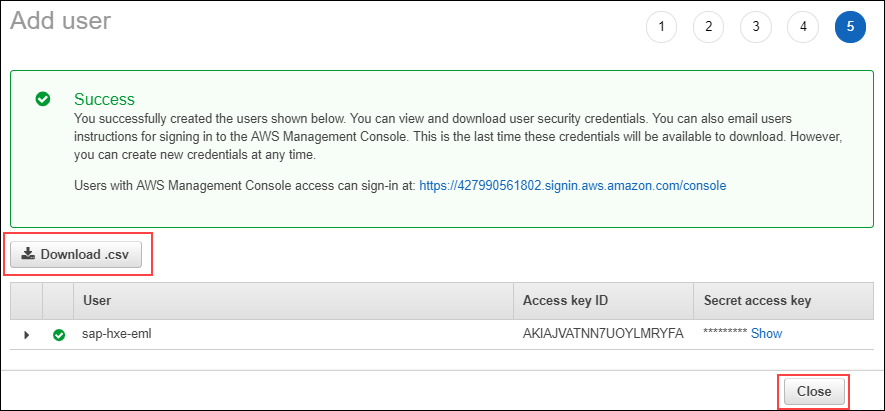 Add user
1 2 3 4 5
Success
You successfully created the users shown below. You can view and download user security credentials. You can also email users
instructions for signing in to the AWS Management Console. This is the last time these credentials will be available to download. However,
you can create new credentials at any time.
Users with AWS Management Console access can sign-in at: https://427990561802.signin.aws.amazon.com/console
Download .csv
User Access key ID Secret access key
sap-hxe-eml AKIAJVATNN7UOYLMRYFA ********* Show
Close